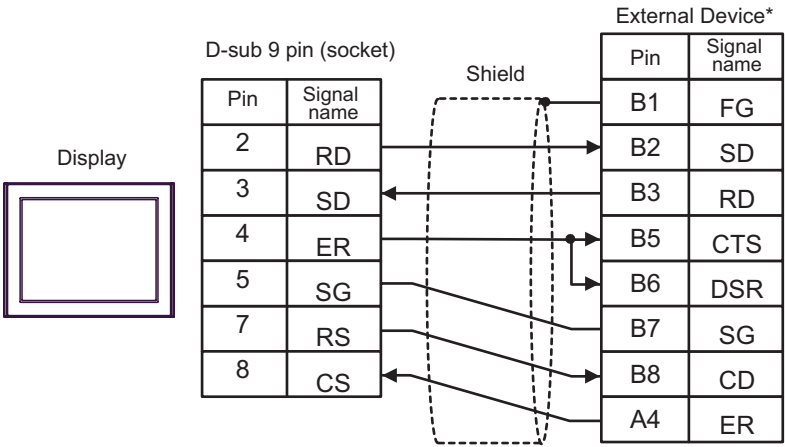 External Device*
D-sub 9 pin (socket)
Shield
Pin Signal name
B1 FG
B2 SD
B3 RD
B5 CTS
B6 DSR
B7 SG
B8 CD
A4 ER
Pin Signal name
2 RD
3 SD
4 ER
5 SG
7 RS
8 CS
Display